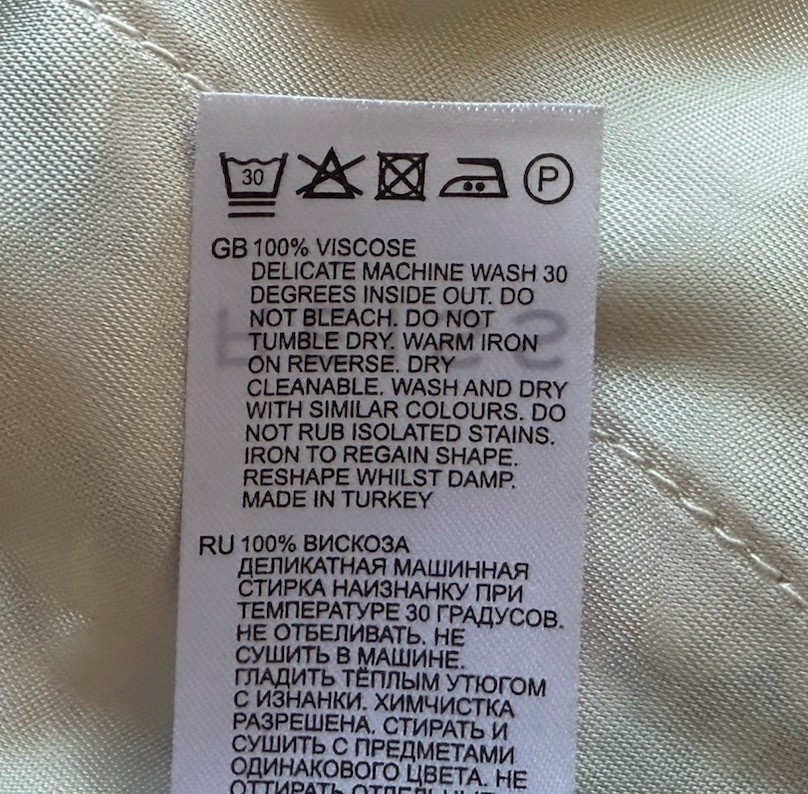 30
P
GB 100% VISCOSE
DELICATE MACHINE WASH 30
DEGREES INSIDE OUT. DO
NOT BLEACH. DO NOT
TUMBLE DRY. WARM IRON
ON REVERSE. DRY
CLEANABLE. WASH AND DRY
WITH SIMILAR COLOURS. DO
NOT RUB ISOLATED STAINS.
IRON TO REGAIN SHAPE.
RESHAPE WHILST DAMP.
MADE IN TURKEY
RU 100% ВИСКОЗА
ДЕЛИКАТНАЯ МАШИННАЯ
СТИРКА НАИЗНАНКУ ПРИ
ТЕМПЕРАТУРЕ 30 ГРАДУСОВ.
НЕ ОТБЕЛИВАТЬ. НЕ
СУШИТЬ В МАШИНЕ.
ГЛАДИТЬ ТЁПЛЫМ УТЮГОМ
С ИЗНАНКИ. ХИМЧИСТКА
РАЗРЕШЕНА. СТИРАТЬ И
СУШИТЬ С ПРЕДМЕТАМИ
ОДИНАКОВОГО ЦВЕТА. НЕ
ОТТИРАТЬ ОТДЕЛЬНЫЕ